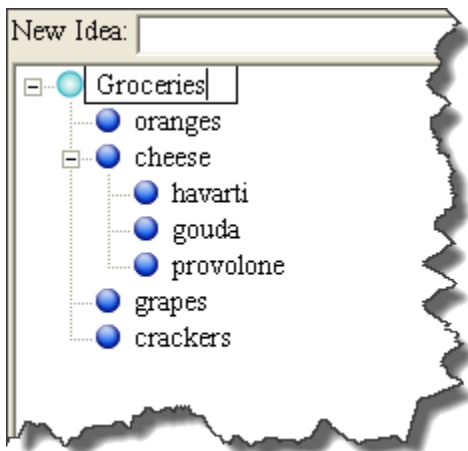 New Idea:
Groceries
oranges
cheese
havarti
gouda
provolone
grapes
crackers